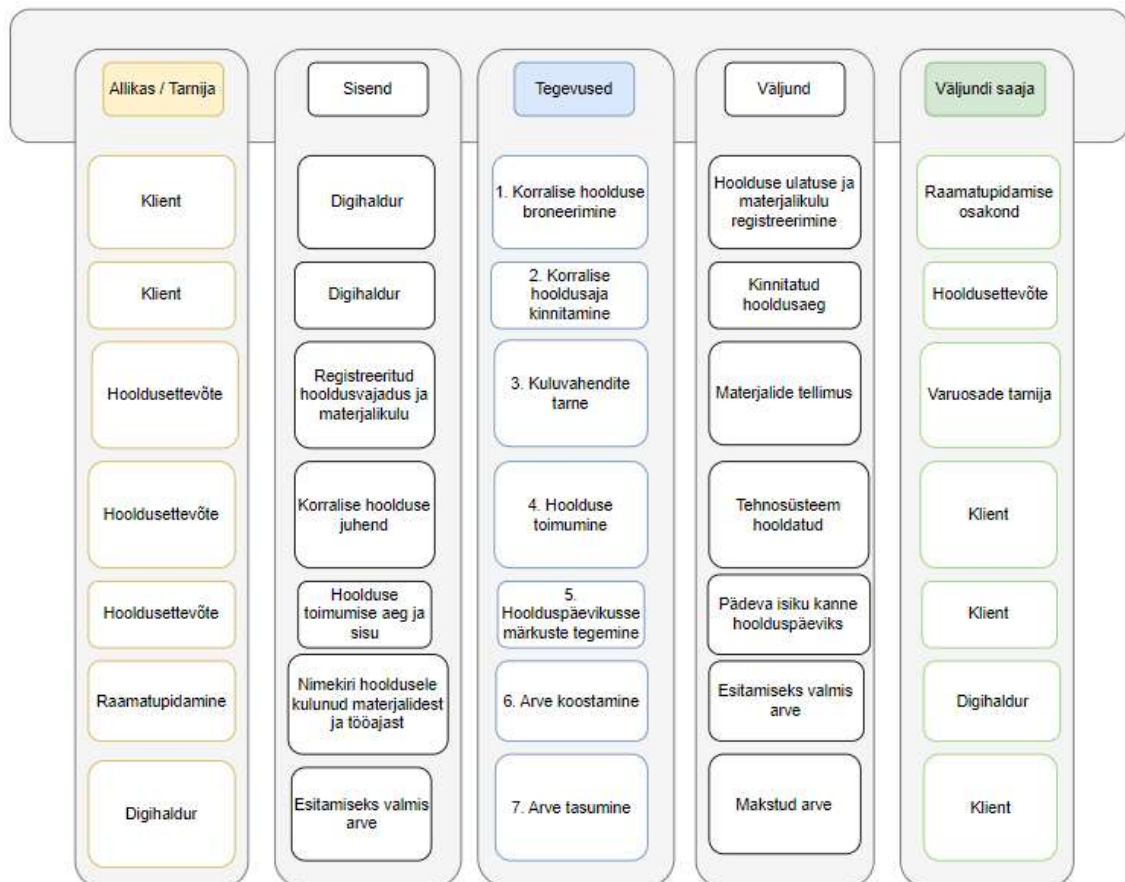 Allikas / Tarnija
Sisend
Tegevused
Väljund
Väljundi saaja
Klient
Digihaldur
1. Korralise hoolduse
broneerimine
Hoolduse ulatuse ja
materjalikulu
registreerimine
Raamatupidamise
osakond
Klient
Digihaldur
2. Korralise
hooldusaja
kinnitamine
Kinnitatud
hooldusaeg
Hooldusettevõte
Hooldusettevõte
Registreeritud
hooldusvajadus ja
materjalikulu
3. Kuluvahendite
tarne
Materjalide tellimus
Varuosade tarnija
Hooldusettevõte
Korralise hoolduse
juhend
4. Hoolduse
toimumine
Tehnosüsteem
hooldatud
Klient
Hooldusettevõte
Hoolduse
toimumise aeg ja
sisu
5.
Hoolduspäevikusse
märkuste tegemine
Pädeva isiku kanne
hoolduspäeviks
Klient
Raamatupidamine
Nimekiri hooldusele
kulunud materjalidest
ja tööajast
6. Arve koostamine
Esitamiseks valmis
arve
Digihaldur
Digihaldur
Esitamiseks valmis
arve
7. Arve tasumine
Makstud arve
Klient